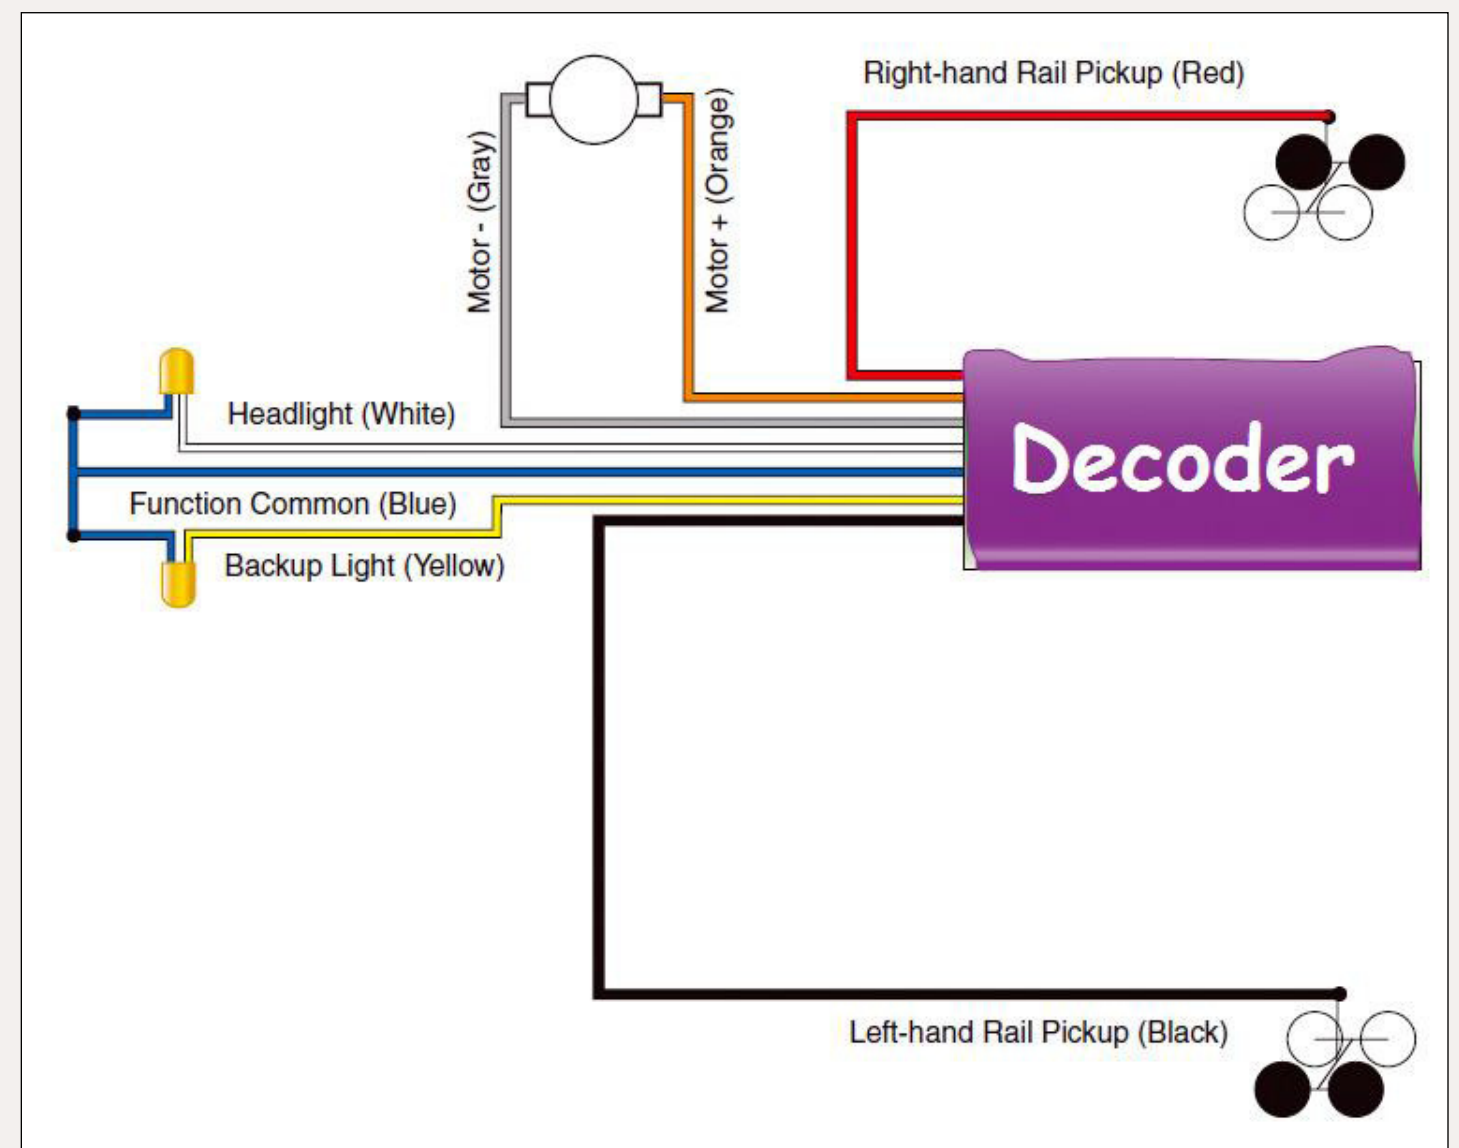 Right-hand Rail Pickup (Red)
Motor - (Gray)
Motor + (Orange)
Headlight (White)
Decoder
Function Common (Blue)
Backup Light (Yellow)
Left-hand Rail Pickup (Black)